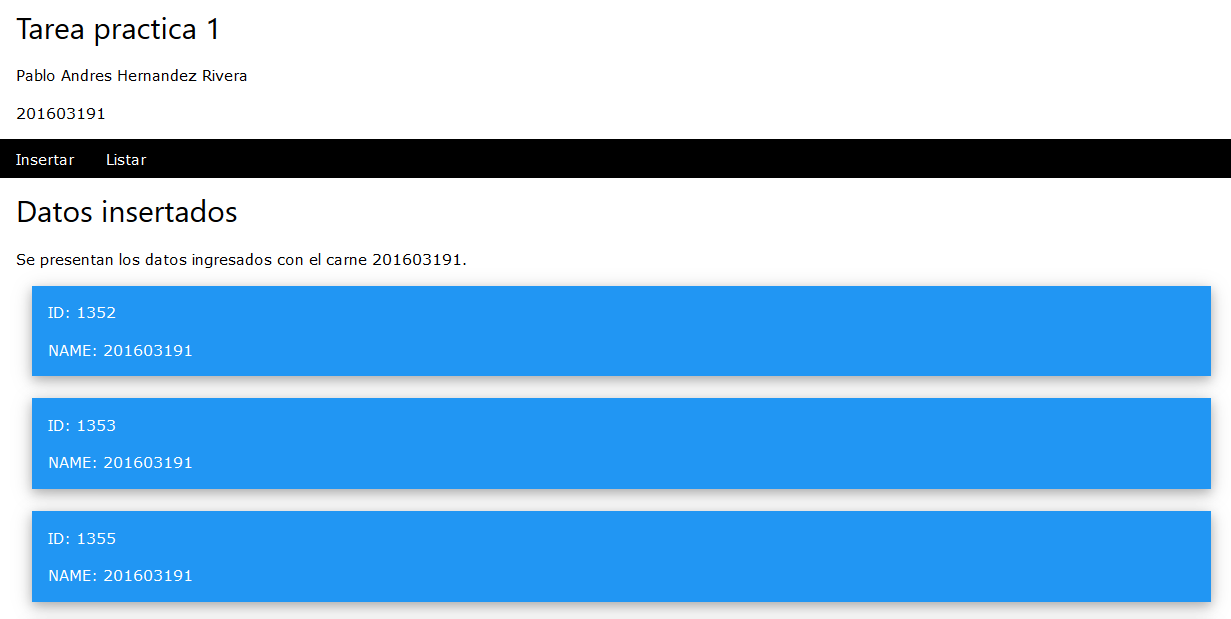 Tarea practica 1
Pablo Andres Hernandez Rivera
201603191
Insertar Listar
Datos insertados
Se presentan los datos ingresados con el carne 201603191.
ID: 1352
NAME: 201603191
ID: 1353
NAME: 201603191
ID: 1355
NAME: 201603191